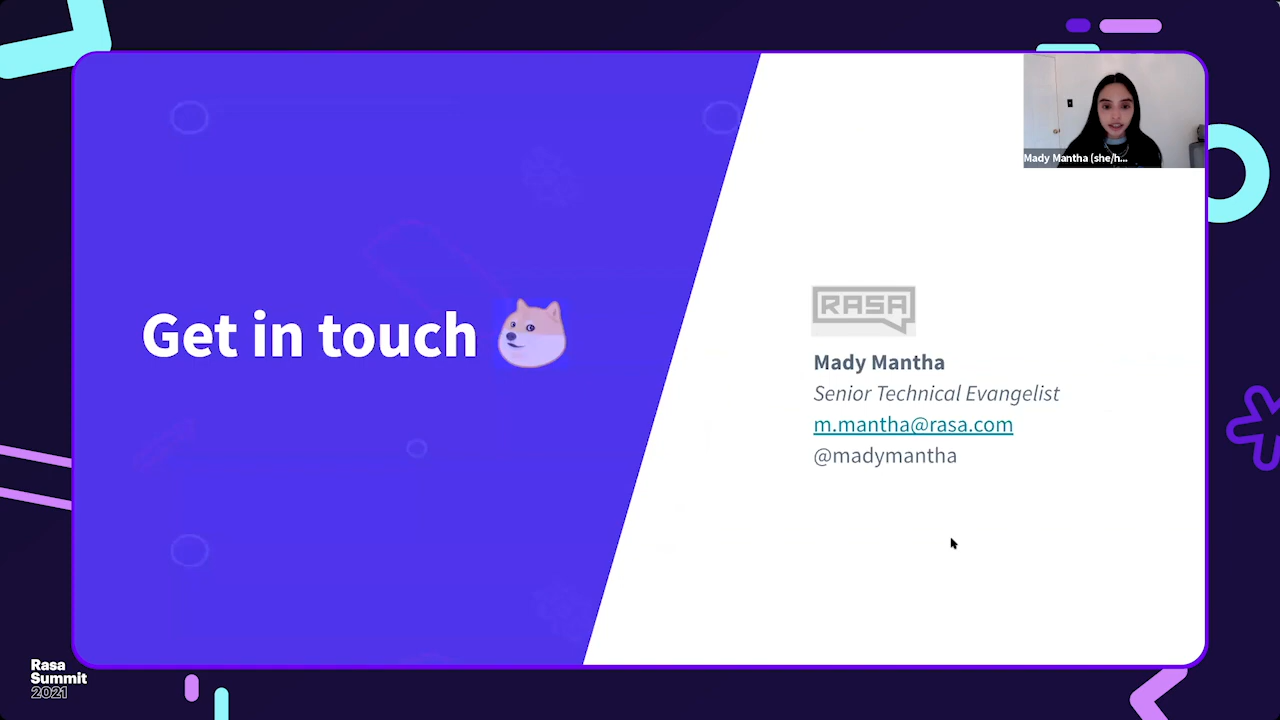 Mady Mantha (she/h...
Get in touch
RASA
Mady Mantha
Senior Technical Evangelist
m.mantha@rasa.com
@madymantha
Rasa
Summit
2021